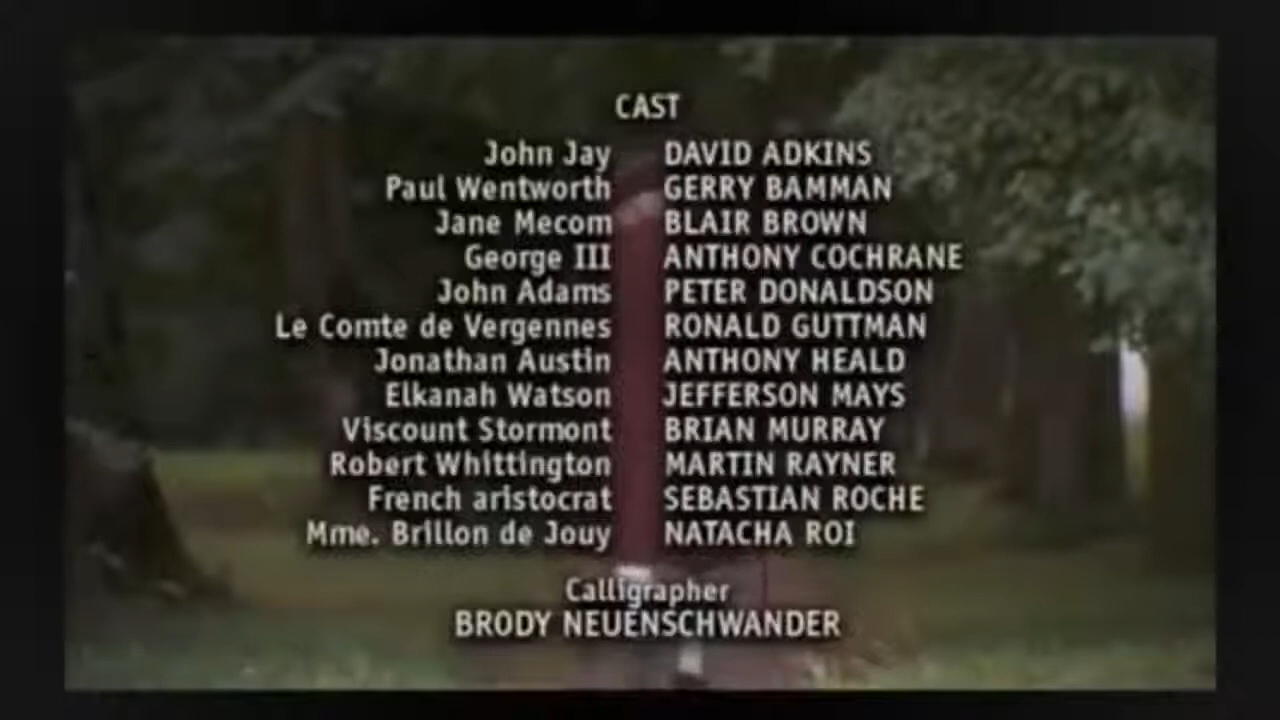 CAST
John Jay DAVID ADKINS
Paul Wentworth GERRY BAMMAN
Jane Mecom BLAIR BROWN
George III ANTHONY COCHRANE
John Adams PETER DONALDSON
Le Comte de Vergennes RONALD GUTTMAN
Jonathan Austin ANTHONY HEALD
Elkanah Watson JEFFERSON MAYS
Viscount Stormont BRIAN MURRAY
Robert Whittington MARTIN RAYNER
French aristocrat SEBASTIAN ROCHE
Mme. Brillon de Jouy NATACHA ROI
Calligrapher
BRODY NEUENSCHWANDER